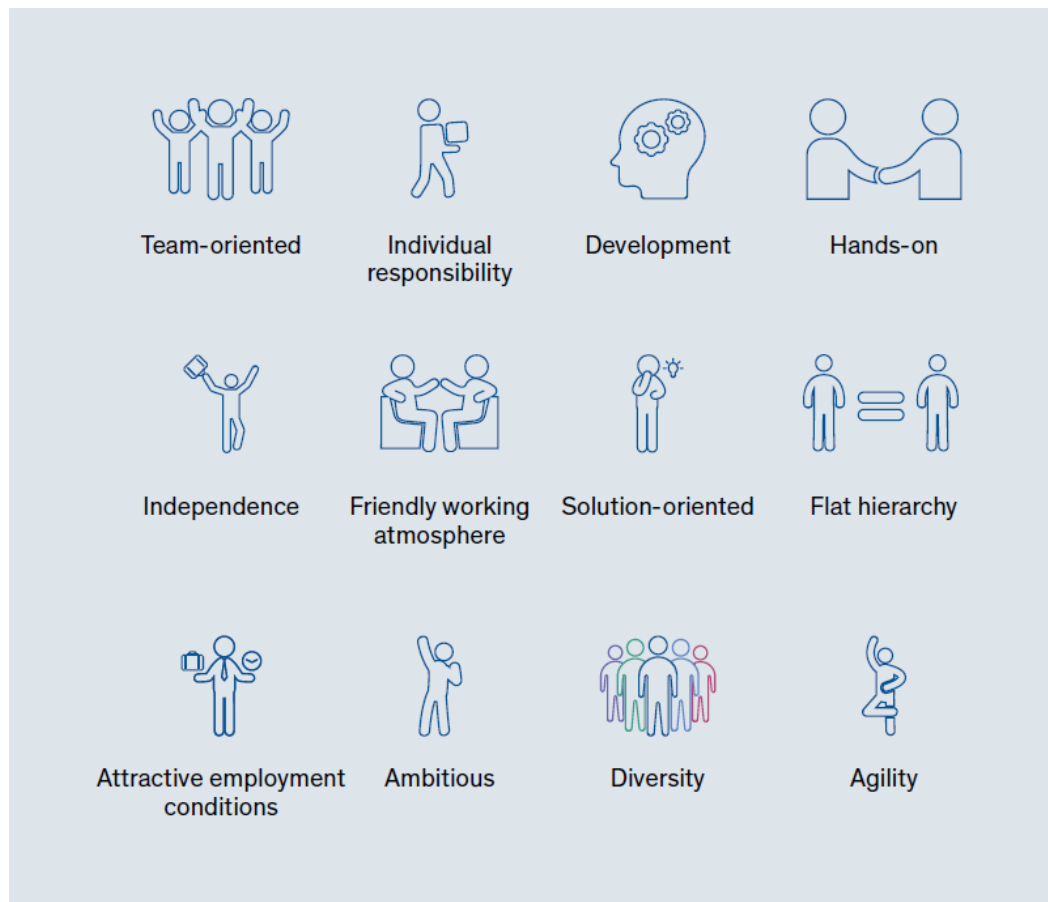 Team-oriented
Individual
responsibility
Development
Hands-on
Independence
Friendly working
atmosphere
Solution-oriented
Flat hierarchy
Attractive employment
conditions
Ambitious
Diversity
Agility